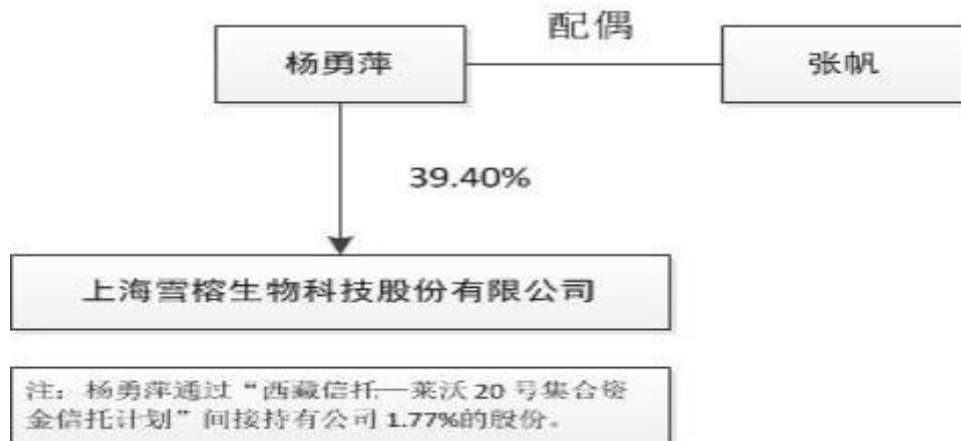 配偶
杨勇萍
张帆
39.40%
上海雪榕生物科技股份有限公司
注：杨勇萍通过“西藏信托—莱沃 20 号集合资
金信托计划”间接持有公司 1.77%的股份。